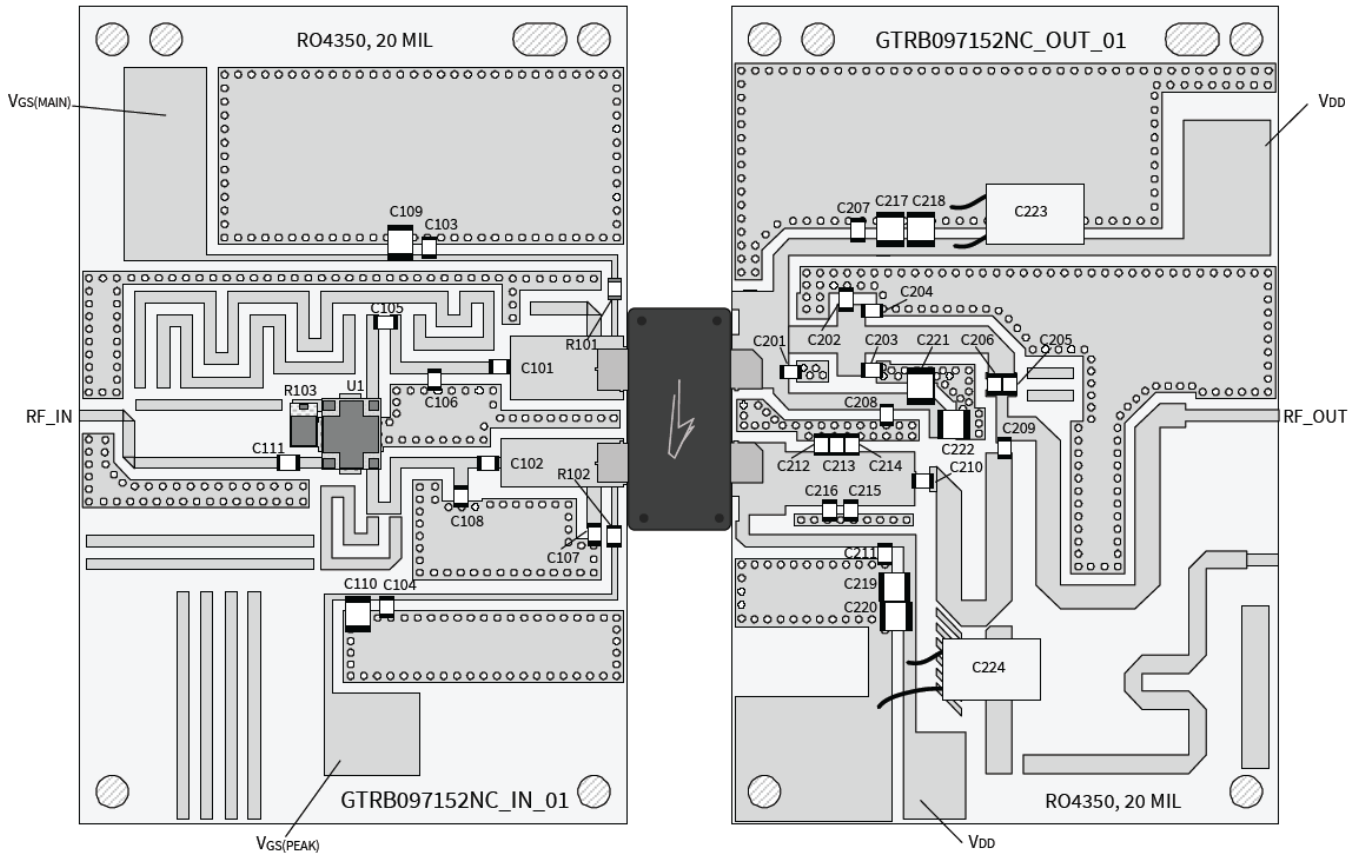 RO4350, 20 MIL
GTRB097152NC_OUT_01
VGS(MAIN)
VDD
C109
C103
C207
C217
C218
C223
C105
R101
C101
C106
R103
U1
RF_IN
C111
C102
R102
C108
C107
C110
C104
C204
C202
C201
C203
C221
C206
C205
C208
RF_OUT
C209
C222
C212
C213
C214
C210
C216
C215
C211
C219
C220
C224
GTRB097152NC_IN_01
RO4350, 20 MIL
VGS(PEAK)
VDD